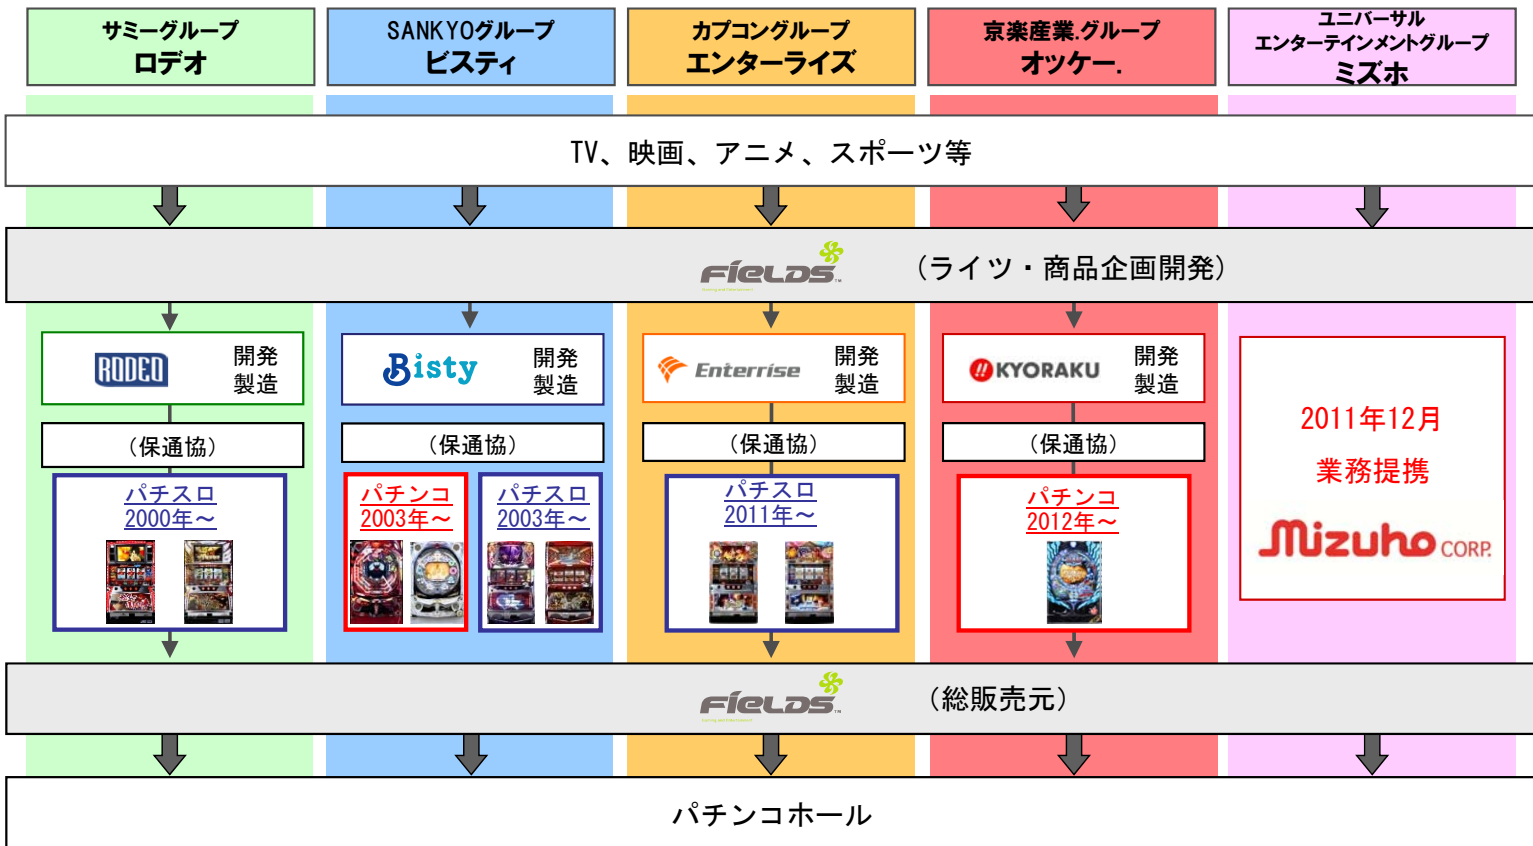 サミーグループ
ロデオ
SANKYOグループ
ビスティ
カプコングループ
エンターライズ
京楽産業.グループ
オッケー.
ユニバーサル
エンターテインメントグループ
ミズホ
TV、映画、アニメ、スポーツ等
FIELDS™ (ライツ・商品企画開発)
RODEO
開発
製造
Bisty
開発
製造
Enterrise
開発
製造
KYORAKU
開発
製造
(保通協)
(保通協)
(保通協)
(保通協)
パチスロ
2000年～
パチンコ
2003年～
パチスロ
2003年～
パチスロ
2011年～
パチンコ
2012年～
2011年12月
業務提携
Mizuho CORP.
FIELDS™ (総販売元)
パチンコホール